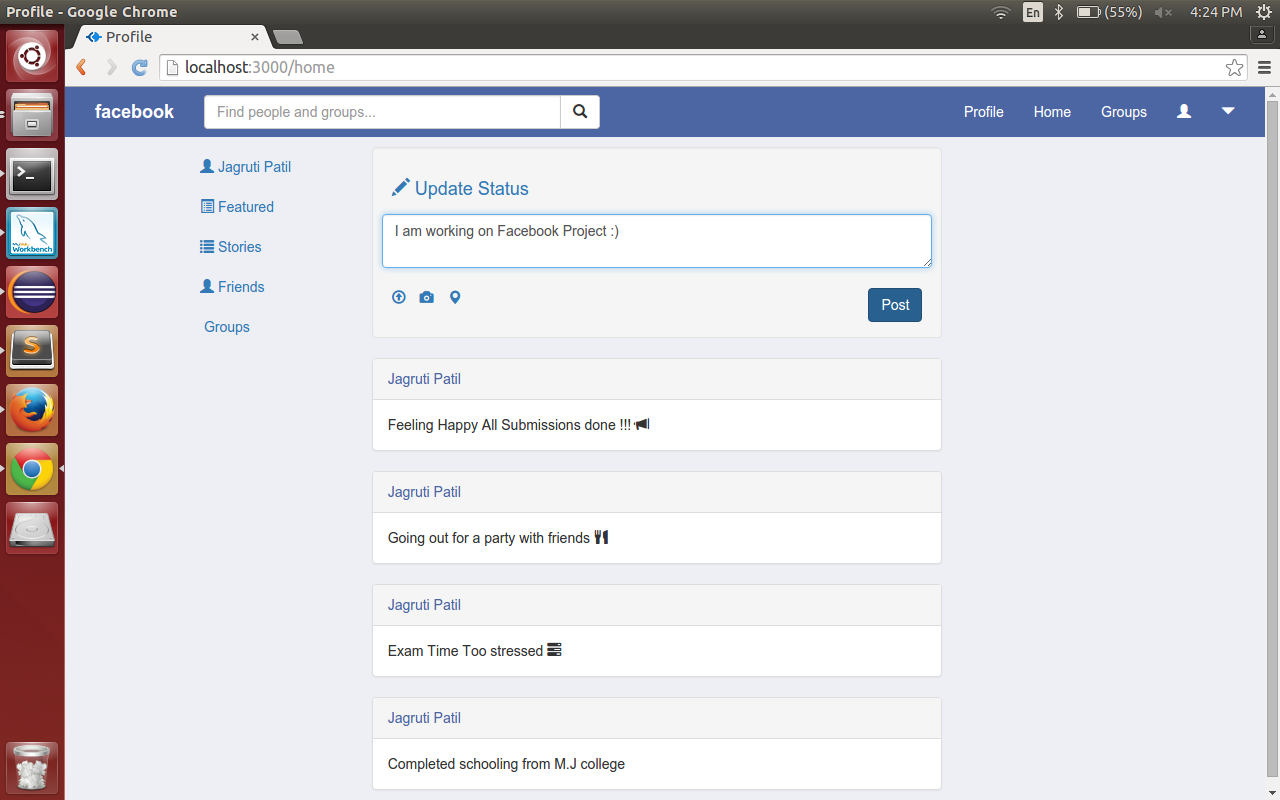 Profile - Google Chrome
En
(55%)
4:24 PM
Profile
localhost:3000/home
facebook
Find people and groups...
Profile
Home
Groups
Jagruti Patil
Featured
Stories
Friends
Groups
Update Status
I am working on Facebook Project :)
Post
Jagruti Patil
Feeling Happy All Submissions done !!!
Jagruti Patil
Going out for a party with friends
Jagruti Patil
Exam Time Too stressed
Jagruti Patil
Completed schooling from M.J college
Workbench